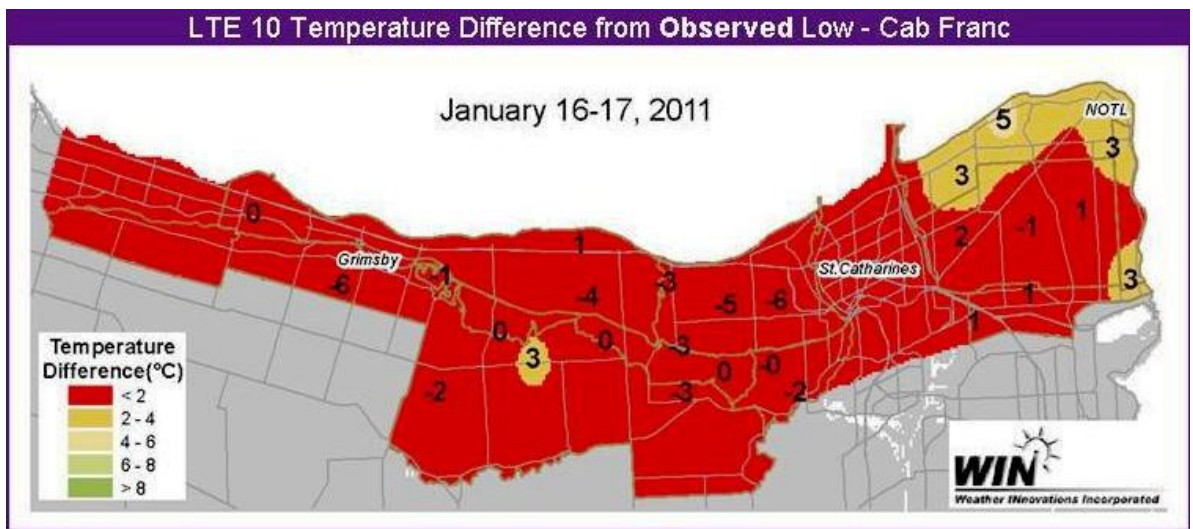 LTE 10 Temperature Difference from Observed Low - Cab Franc
January 16-17, 2011
5
NOTL
3
3
0
2
-1
1
1
Grimsby
-1
-3
St.Catharines
3
-6
-4
-5
-6
1
1
0
0
-3
3
0
-0
-2
-3
-2
Temperature
Difference(°C)
< 2
2 - 4
4 - 6
6 - 8
> 8
WIN
Weather INnovations Incorporated